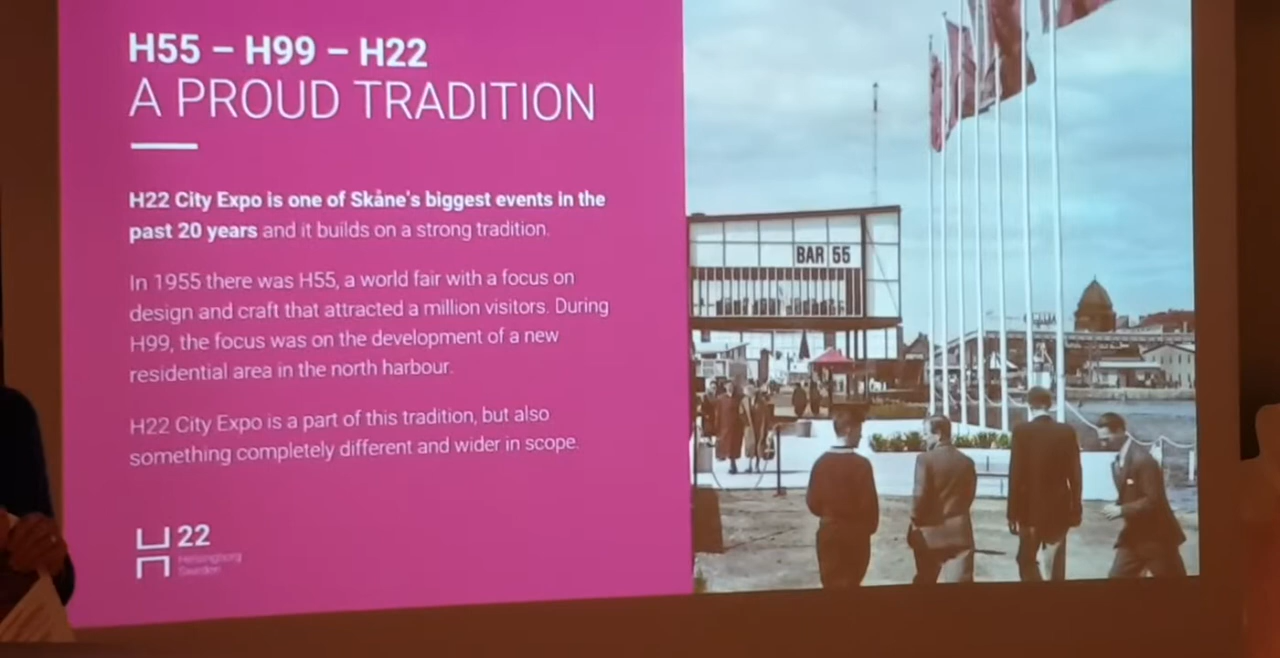 H55 – H99 – H22
A PROUD TRADITION
H22 City Expo is one of Skåne's biggest events in the
past 20 years and it builds on a strong tradition.
In 1955 there was H55, a world fair with a focus on
design and craft that attracted a million visitors. During
H99, the focus was on the development of a new
residential area in the north harbour.
H22 City Expo is a part of this tradition, but also
something completely different and wider in scope.
H22
Helsingborg
Sweden
BAR 55